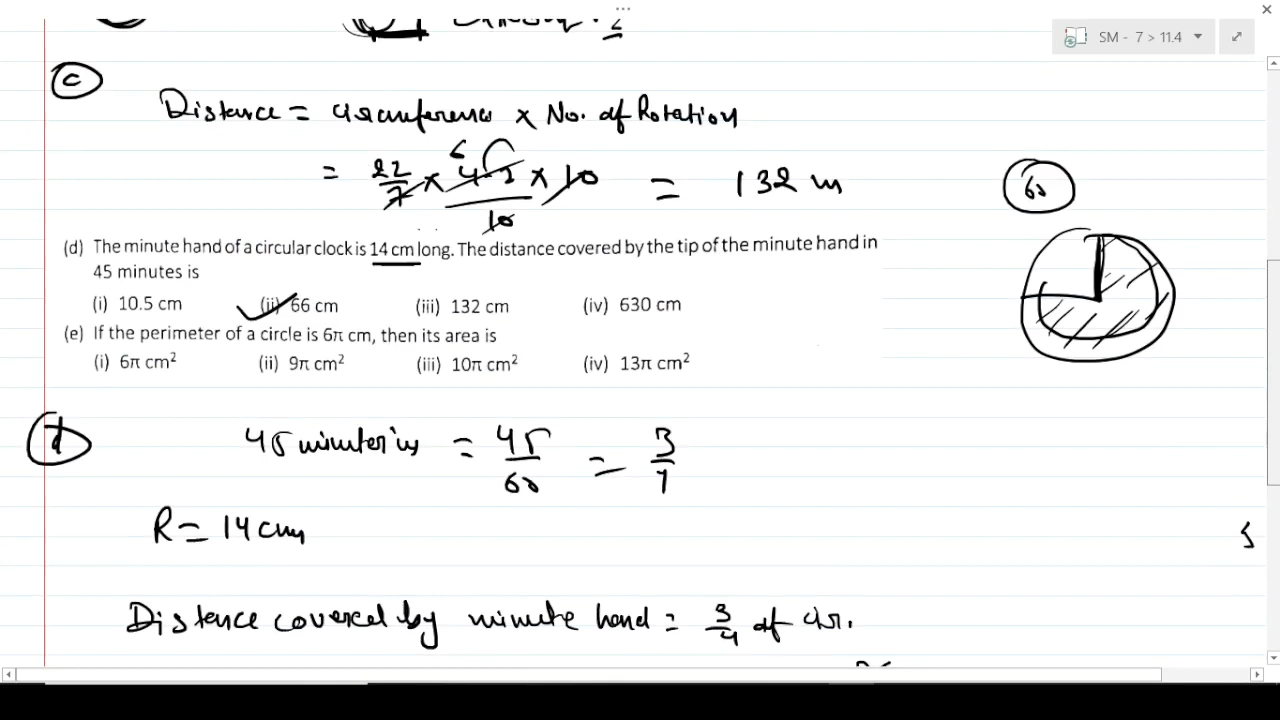 SM - 7 > 11.4
c
Distance = circumference × No. of Rotation
= 22/7 × 4.2/10 × 10 = 132 m
6
60
(d) The minute hand of a circular clock is 14 cm long. The distance covered by the tip of the minute hand in
45 minutes is
(i) 10.5 cm (ii) 66 cm (iii) 132 cm (iv) 630 cm
(e) If the perimeter of a circle is 6π cm, then its area is
(i) 6π cm² (ii) 9π cm² (iii) 10π cm² (iv) 13π cm²
d
45 minutes is = 45/60 = 3/4
R = 14 cm
Distance covered by minute hand = 3/4 of cir.